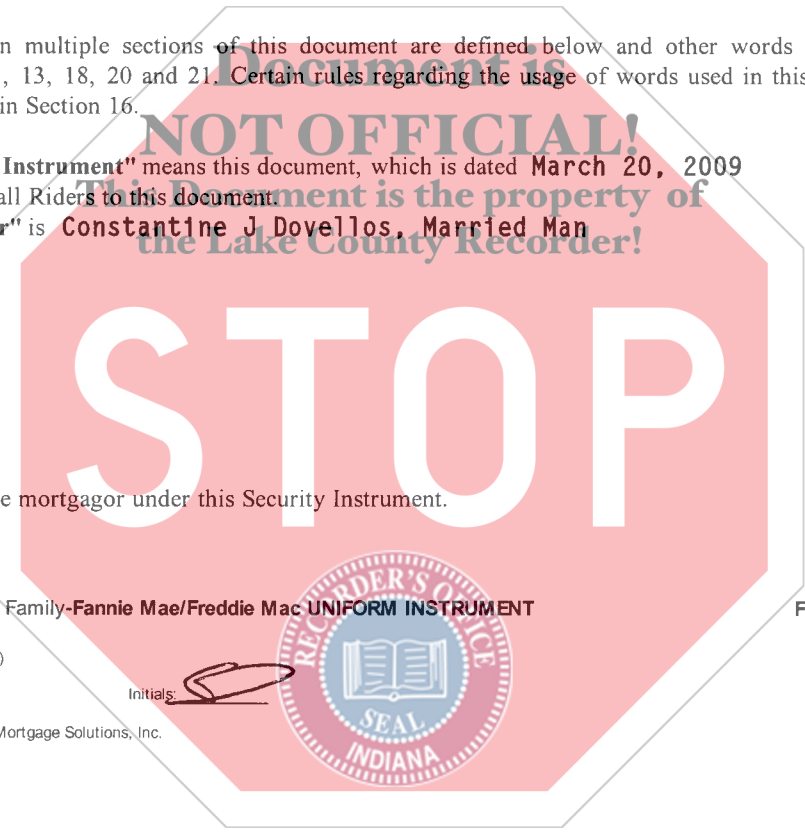 n multiple sections of this document are defined below and other words
, 13, 18, 20 and 21. Certain rules regarding the usage of words used in this
in Section 16.
Document is
NOT OFFICIAL!
This Document is the property of
the Lake County Recorder!
Instrument" means this document, which is dated March 20, 2009
all Riders to this document.
r" is Constantine J Dovellos, Married Man
STOP
e mortgagor under this Security Instrument.
Family-Fannie Mae/Freddie Mac UNIFORM INSTRUMENT
F
)
Initials:
Mortgage Solutions, Inc.
RECORDER'S OFFICE
SEAL
INDIANA